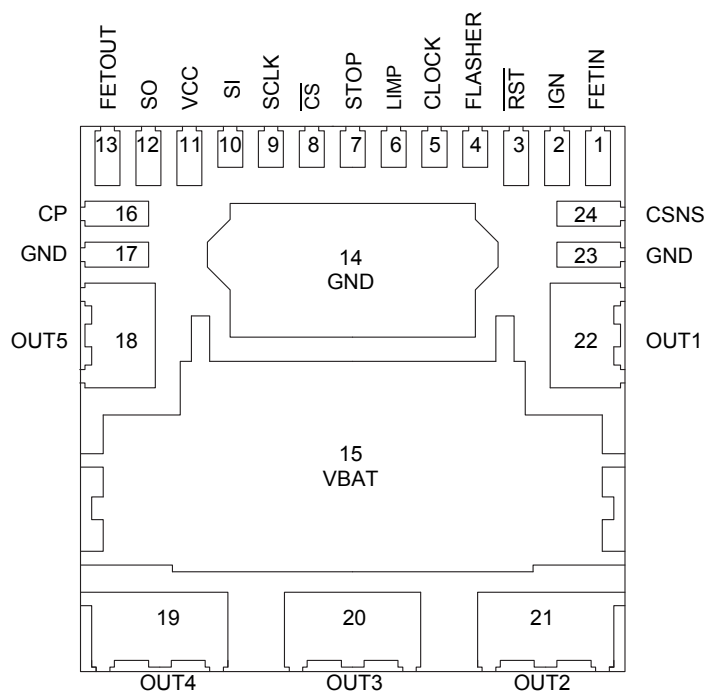 FETOUT
SO
VCC
SI
SCLK
C̅S̅
STOP
LIMP
CLOCK
FLASHER
R̅S̅T̅
IGN
FETIN
13 12 11 10 9 8 7 6 5 4 3 2 1
CP 16 24 CSNS
GND 17 23 GND
14
GND
OUT5 18 22 OUT1
15
VBAT
19 20 21
OUT4 OUT3 OUT2